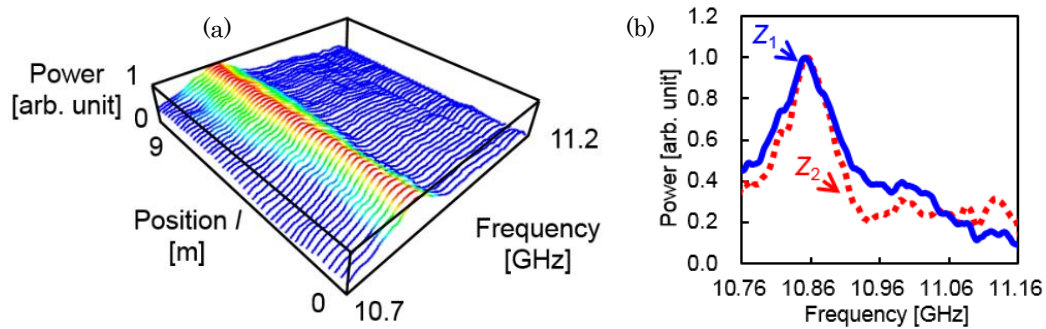 (a)
Power
[arb. unit]
1
0
9
Position /
[m]
0
10.7
Frequency
[GHz]
11.2
(b)
Power [arb. unit]
1.2
1.0
0.8
0.6
0.4
0.2
0.0
Z1
Z2
10.76 10.86 10.96 11.06 11.16
Frequency [GHz]